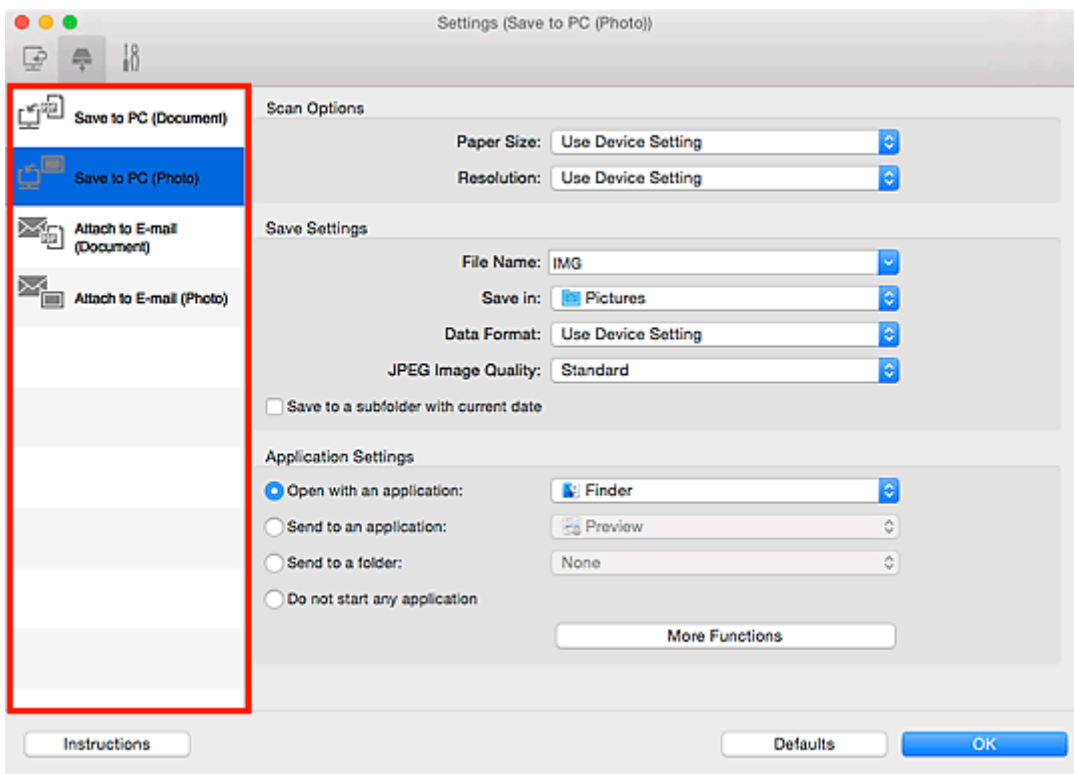 Settings (Save to PC (Photo))
Save to PC (Document)
Save to PC (Photo)
Attach to E-mail
(Document)
Attach to E-mail (Photo)
Scan Options
Paper Size: Use Device Setting
Resolution: Use Device Setting
Save Settings
File Name: IMG
Save in: Pictures
Data Format: Use Device Setting
JPEG Image Quality: Standard
Save to a subfolder with current date
Application Settings
Open with an application: Finder
Send to an application: Preview
Send to a folder: None
Do not start any application
More Functions
Instructions
Defaults
OK